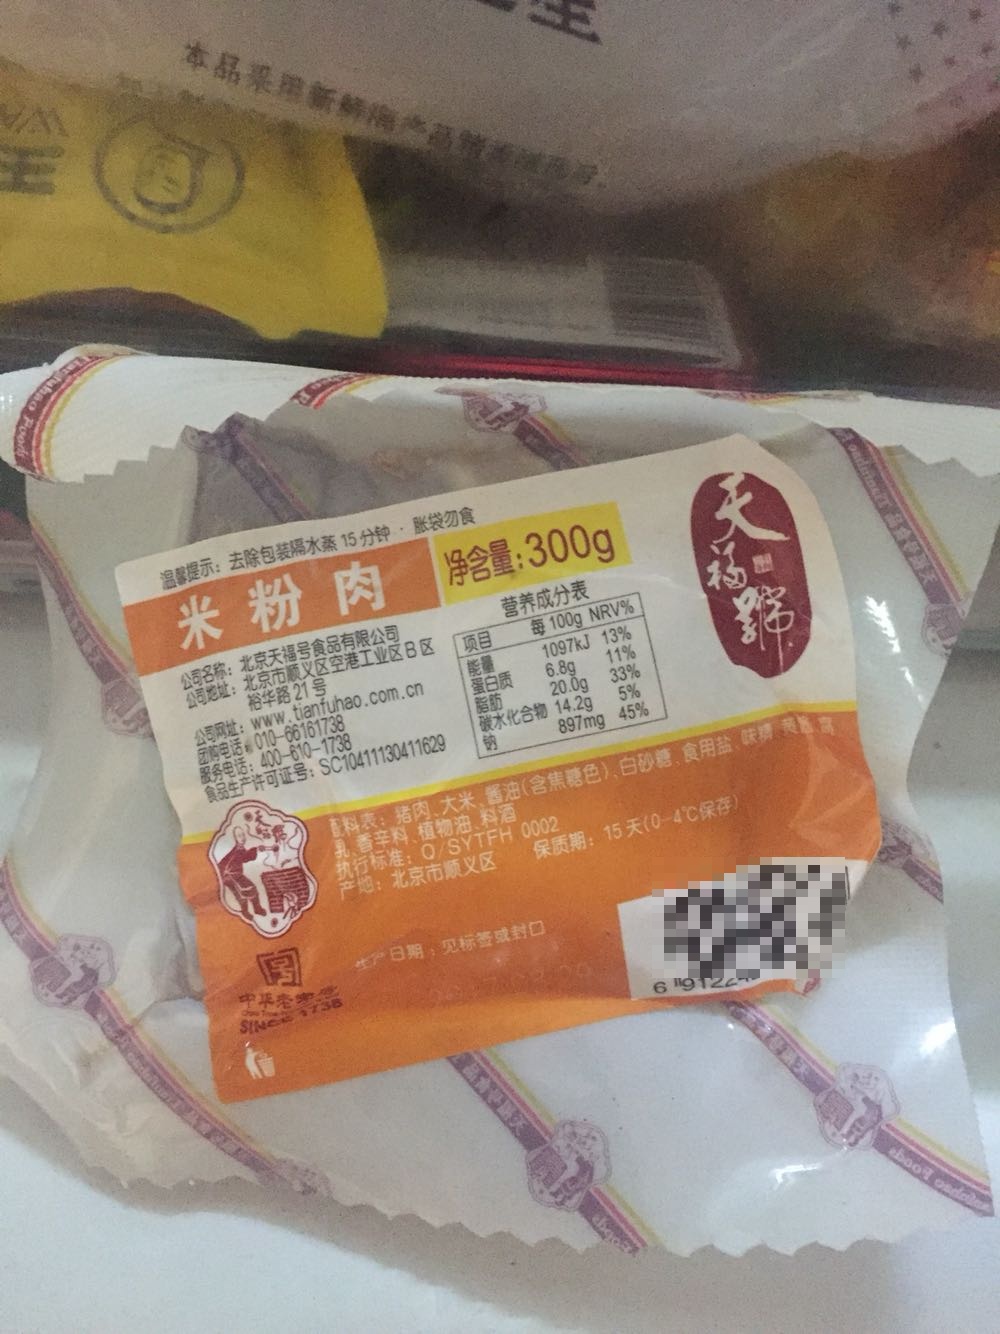 本品采用新鲜
温馨提示：去除包装隔水蒸15分钟·胀袋勿食
米粉肉
净含量:300g
天福號
公司名称：北京天福号食品有限公司
公司地址：北京市顺义区空港工业区B区
裕华路21号
公司网址：www.tianfuhao.com.cn
团购电话：010-66161738
服务电话：400-610-1738
食品生产许可证号：SC10411130411629
营养成分表
项目 每100g NRV%
能量 1097kJ 13%
蛋白质 6.8g 11%
脂肪 20.0g 33%
碳水化合物 14.2g 5%
钠 897mg 45%
料表：猪肉、大米、酱油(含焦糖色)、白砂糖、食用盐、味精、黄酒、腐
乳、香辛料、植物油、料酒
执行标准：Q/SYTFH 0002
保质期：15天(0-4℃保存)
产地：北京市顺义区
生产日期：见标签或封口
中华老字号
SINCE 1738
6 91224